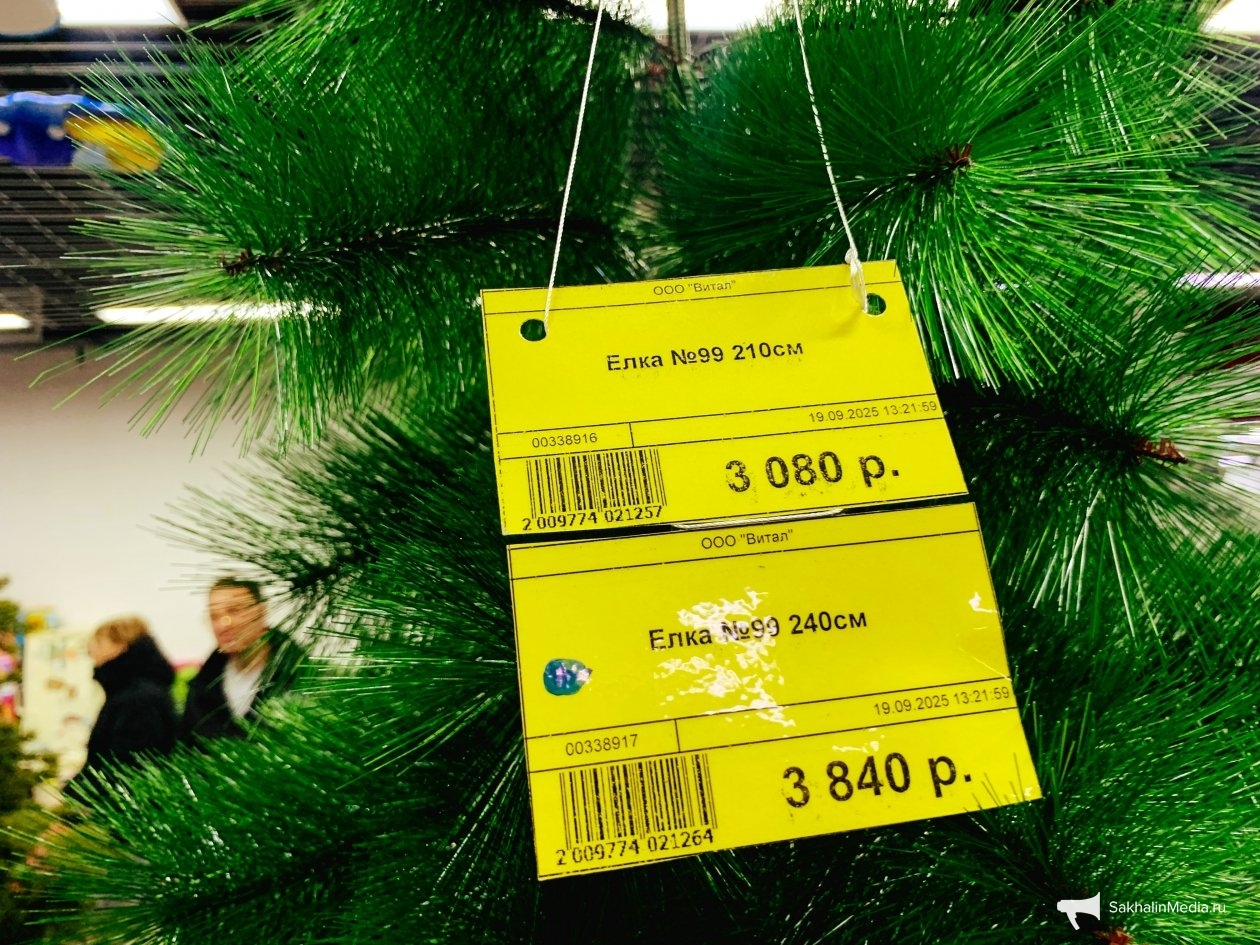 ООО "Витал"
Елка №99 210см
19.09.2025 13:21:59
00338916
3 080 р.
2 009774 021257
ООО "Витал"
Елка №99 240см
19.09.2025 13:21:59
00338917
3 840 р.
2 009774 021264
SakhalinMedia.ru